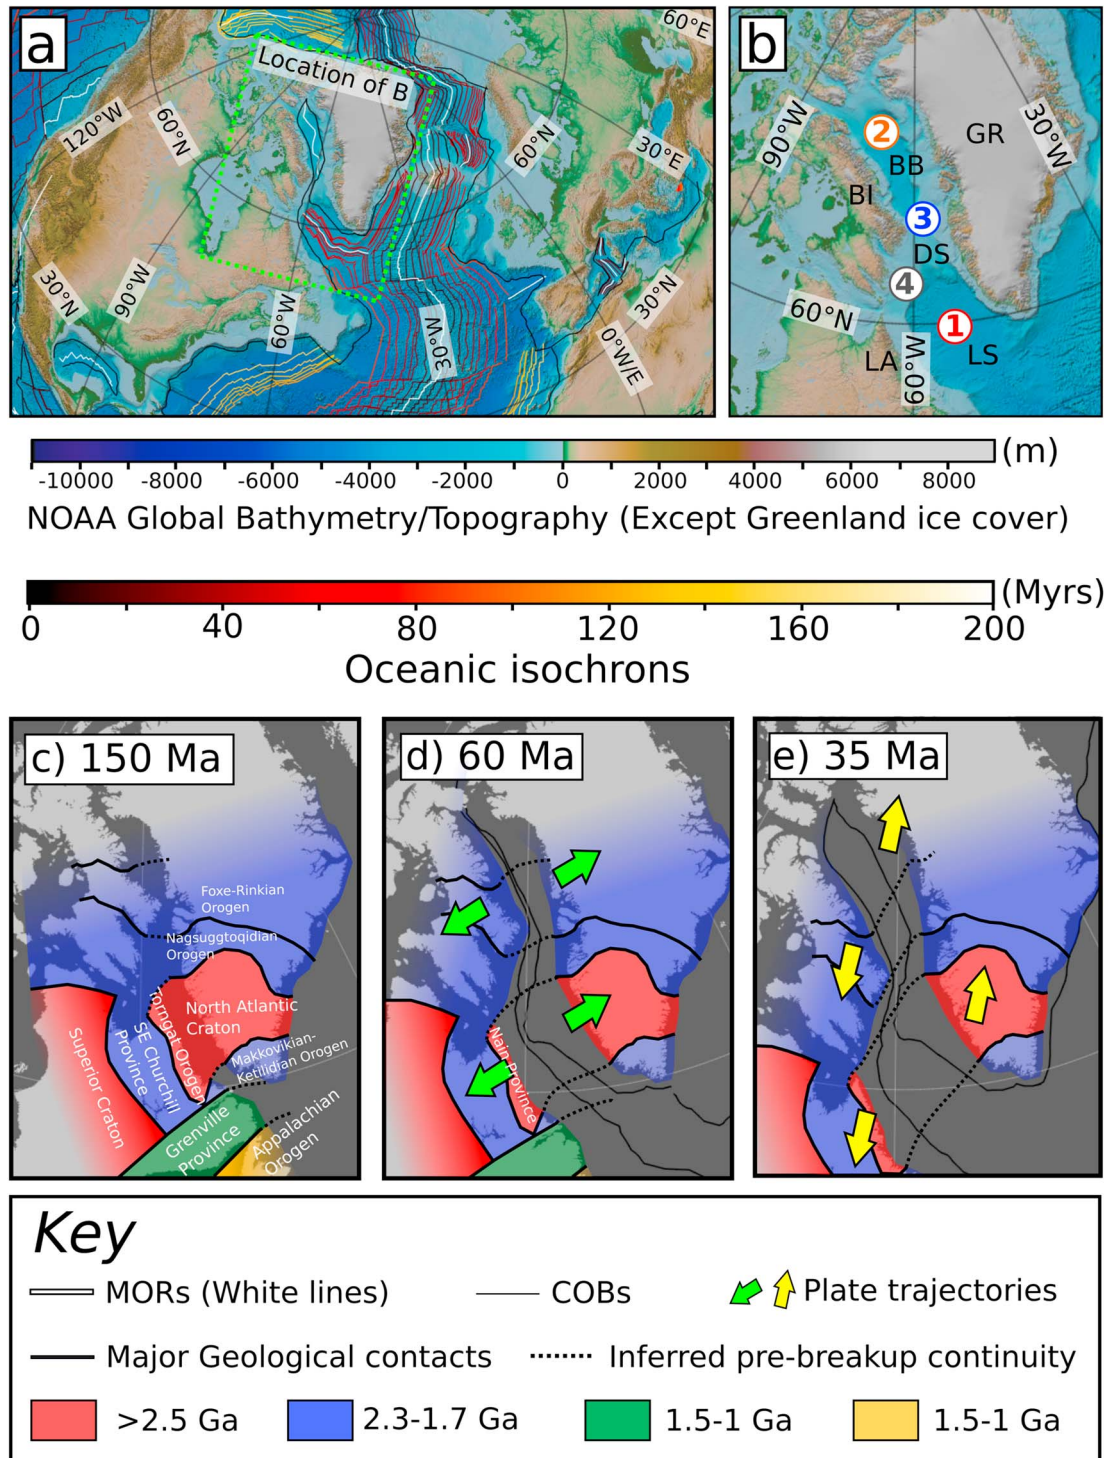 a
Location of B
60°E
120°W
60°N
60°N
30°E
30°N
90°W
60°W
30°W
30°N
0°W/E
b
90°W
2
BB
GR
30°W
BI
3
DS
4
60°N
1
LA
60°W
LS
(m)
-10000 -8000 -6000 -4000 -2000 0 2000 4000 6000 8000
NOAA Global Bathymetry/Topography (Except Greenland ice cover)
(Myrs)
0 40 80 120 160 200
Oceanic isochrons
c) 150 Ma
Foxe-Rinkian
Orogen
Nagsuggtoqidian
Orogen
North Atlantic
Craton
Torngat Orogen
SE Churchill
Province
Superior Craton
Makkovikian-
Ketilidian Orogen
Grenville
Province
Appalachian
Orogen
d) 60 Ma
Nain Province
e) 35 Ma
Key
MORs (White lines)
COBs
Plate trajectories
Major Geological contacts
Inferred pre-breakup continuity
>2.5 Ga
2.3-1.7 Ga
1.5-1 Ga
1.5-1 Ga